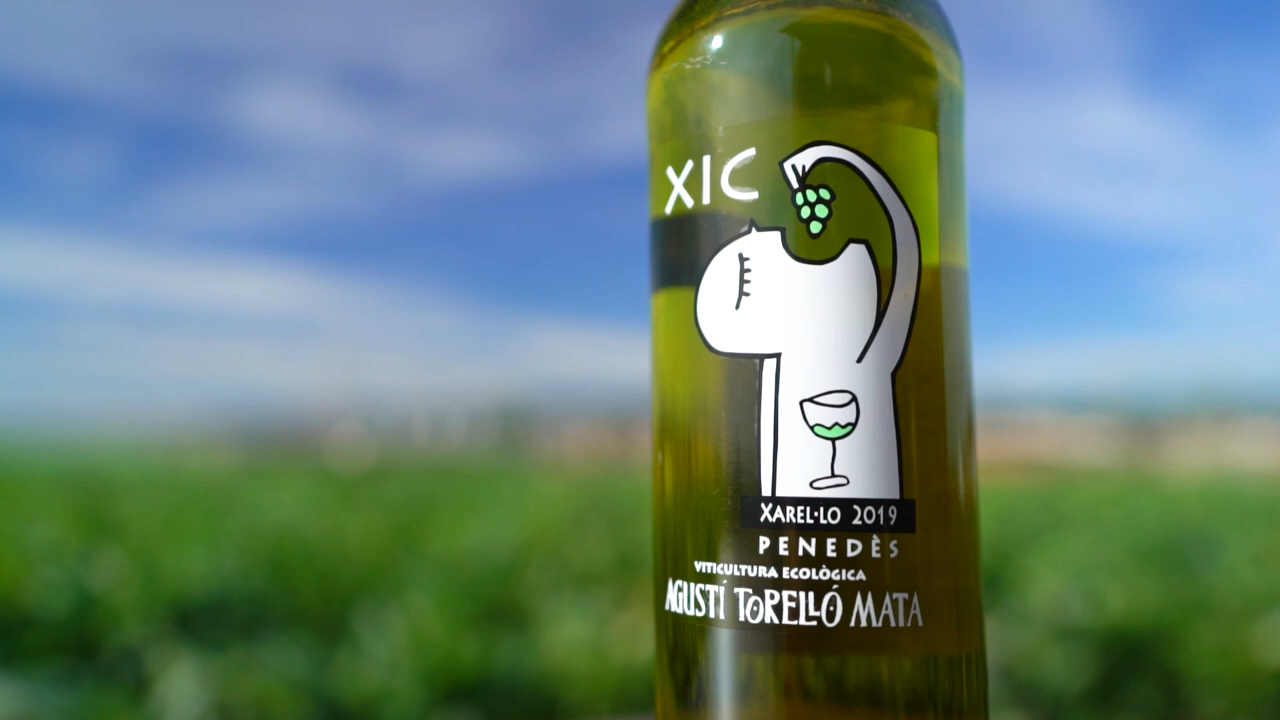 XIC
XAREL·LO 2019
PENEDÈS
VITICULTURA ECOLÒGICA
AGUSTÍ TORELLÓ MATA